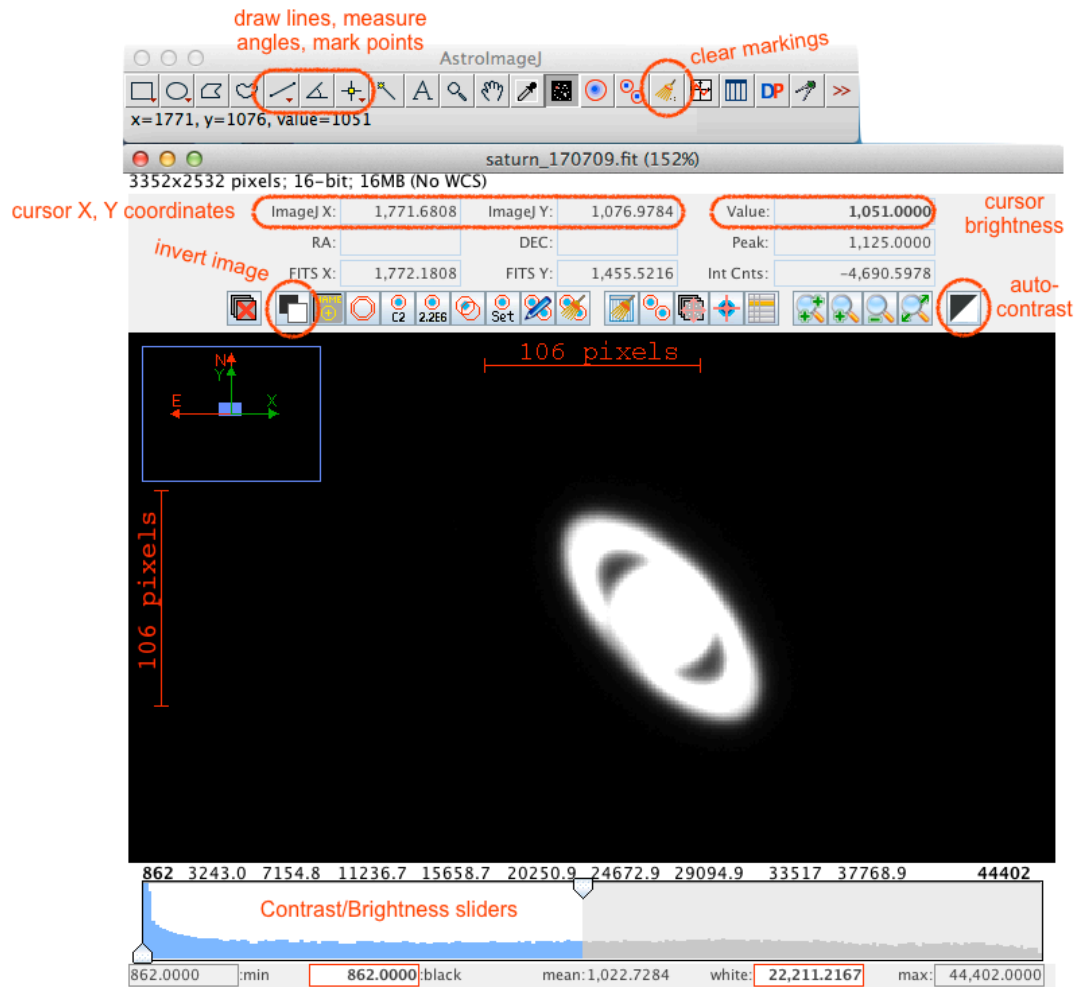 draw lines, measure
angles, mark points
clear markings
AstroImageJ
A
DP
>>
x=1771, y=1076, value=1051
saturn_170709.fit (152%)
3352x2532 pixels; 16-bit; 16MB (No WCS)
cursor X, Y coordinates
ImageJ X: 1,771.6808 ImageJ Y: 1,076.9784 Value: 1,051.0000
cursor
brightness
RA: DEC: Peak: 1,125.0000
invert image
FITS X: 1,772.1808 FITS Y: 1,455.5216 Int Cnts: -4,690.5978
auto-
contrast
NAME
C2 2.2E6 Set
106 pixels
N
Y
E
X
106 pixels
862 3243.0 7154.8 11236.7 15658.7 20250.9 24672.9 29094.9 33517 37768.9 44402
Contrast/Brightness sliders
862.0000 :min 862.0000 :black mean: 1,022.7284 white: 22,211.2167 max: 44,402.0000